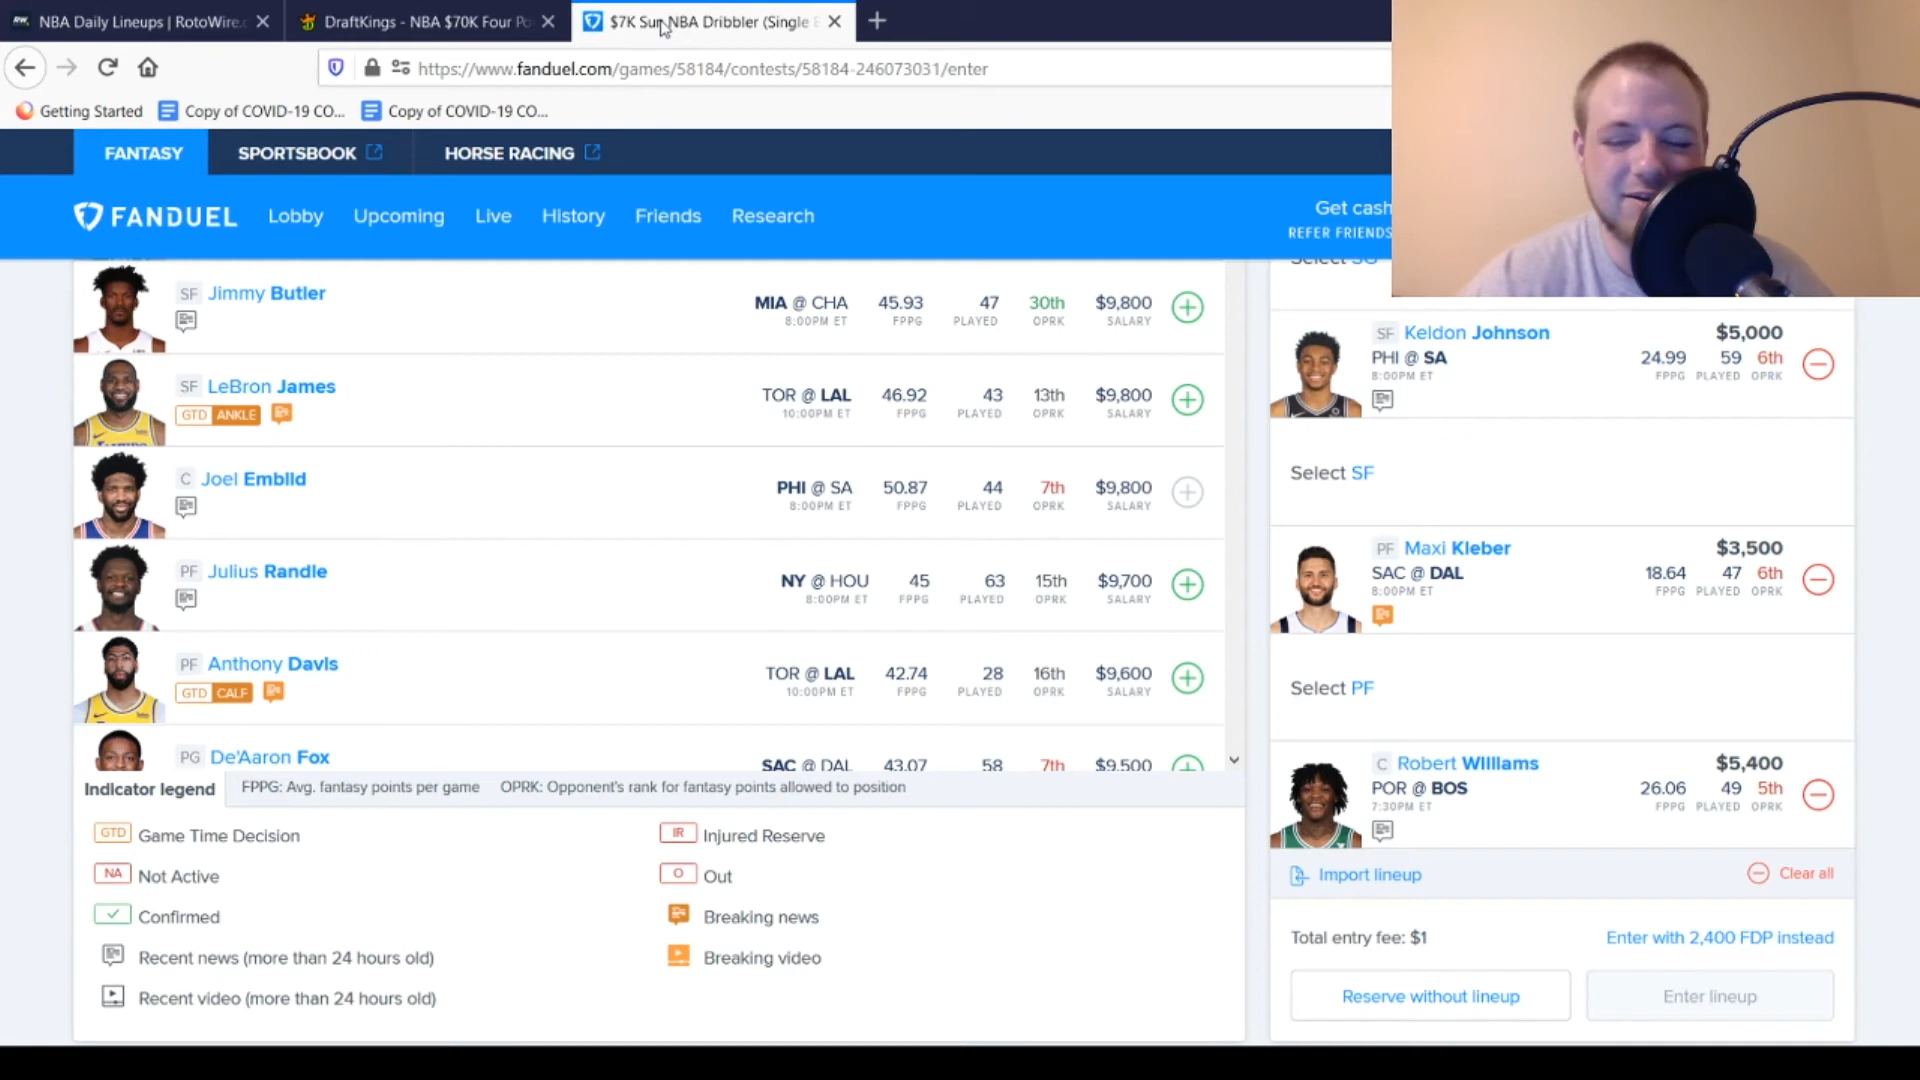 NBA Daily Lineups | RotoWire.c
DraftKings - NBA $70K Four Po
$7K Sun NBA Dribbler (Single E
https://www.fanduel.com/games/58184/contests/58184-246073031/enter
Getting Started
Copy of COVID-19 CO...
Copy of COVID-19 CO...
FANTASY
SPORTSBOOK
HORSE RACING
FANDUEL
Lobby
Upcoming
Live
History
Friends
Research
Get cash
REFER FRIENDS
SF Jimmy Butler
MIA @ CHA 45.93 47 30th $9,800
8:00PM ET FPPG PLAYED OPRK SALARY
SF LeBron James
GTD ANKLE
TOR @ LAL 46.92 43 13th $9,800
10:00PM ET FPPG PLAYED OPRK SALARY
C Joel Embiid
PHI @ SA 50.87 44 7th $9,800
8:00PM ET FPPG PLAYED OPRK SALARY
PF Julius Randle
NY @ HOU 45 63 15th $9,700
8:00PM ET FPPG PLAYED OPRK SALARY
PF Anthony Davis
GTD CALF
TOR @ LAL 42.74 28 16th $9,600
10:00PM ET FPPG PLAYED OPRK SALARY
PG De'Aaron Fox
SAC @ DAL 43.07 58 7th $9,500
Indicator legend
FPPG: Avg. fantasy points per game
OPRK: Opponent's rank for fantasy points allowed to position
GTD Game Time Decision
NA Not Active
Confirmed
Recent news (more than 24 hours old)
Recent video (more than 24 hours old)
IR Injured Reserve
O Out
Breaking news
Breaking video
Select SG
SF Keldon Johnson $5,000
PHI @ SA 24.99 59 6th
8:00PM ET FPPG PLAYED OPRK
Select SF
PF Maxi Kleber $3,500
SAC @ DAL 18.64 47 6th
8:00PM ET FPPG PLAYED OPRK
Select PF
C Robert Williams $5,400
POR @ BOS 26.06 49 5th
7:30PM ET FPPG PLAYED OPRK
Import lineup
Clear all
Total entry fee: $1
Enter with 2,400 FDP instead
Reserve without lineup
Enter lineup